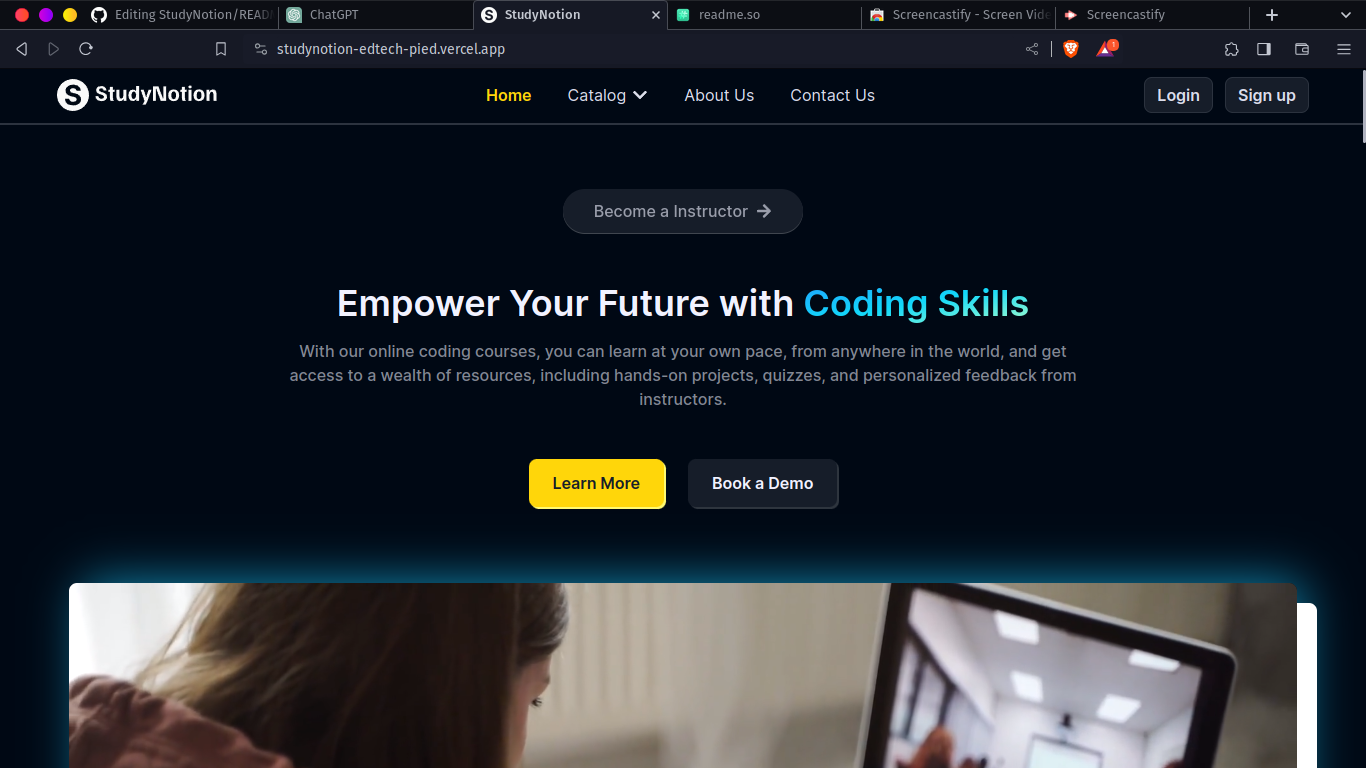 Editing StudyNotion/READ
ChatGPT
StudyNotion
readme.so
Screencastify - Screen Vide
Screencastify
studynotion-edtech-pied.vercel.app
1
StudyNotion
Home
Catalog
About Us
Contact Us
Login
Sign up
Become a Instructor
Empower Your Future with Coding Skills
With our online coding courses, you can learn at your own pace, from anywhere in the world, and get
access to a wealth of resources, including hands-on projects, quizzes, and personalized feedback from
instructors.
Learn More
Book a Demo